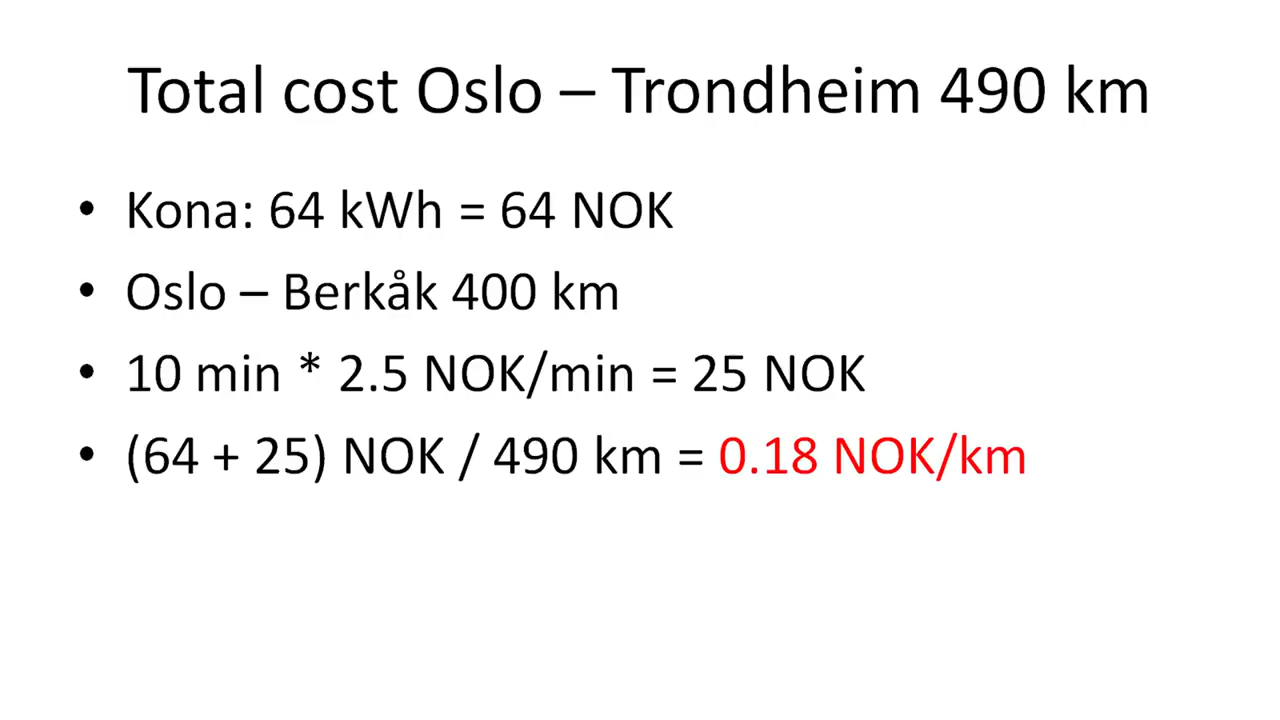 Total cost Oslo – Trondheim 490 km
• Kona: 64 kWh = 64 NOK
• Oslo – Berkåk 400 km
• 10 min * 2.5 NOK/min = 25 NOK
• (64 + 25) NOK / 490 km = 0.18 NOK/km